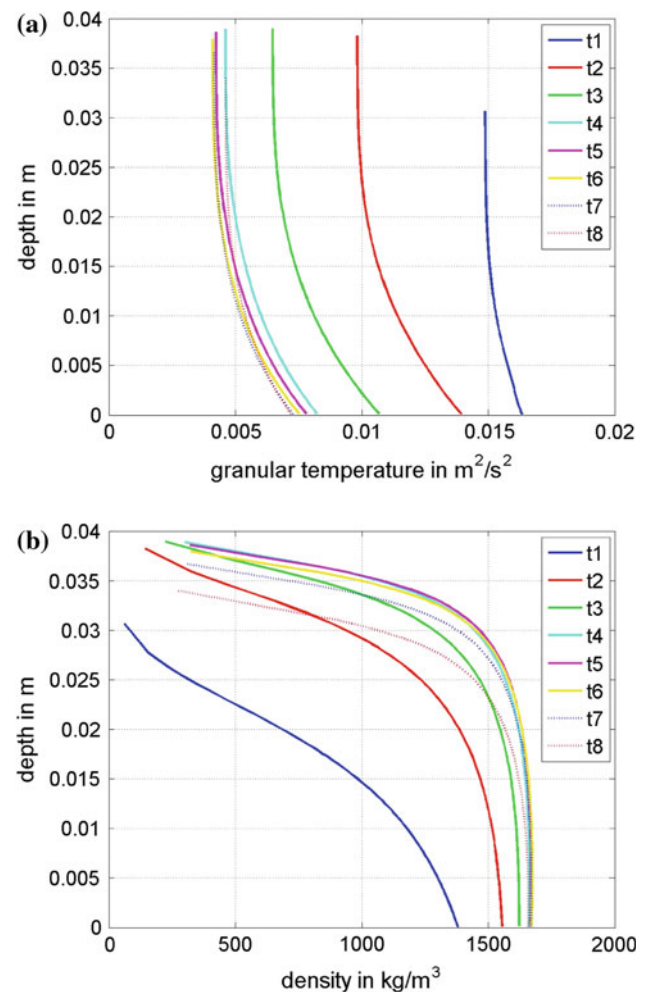 (a)
0.04
0.035
0.03
0.025
0.02
0.015
0.01
0.005
0
depth in m
t1
t2
t3
t4
t5
t6
t7
t8
0.005
0.01
0.015
0.02
granular temperature in m²/s²
(b)
0.04
0.035
0.03
0.025
0.02
0.015
0.01
0.005
0
depth in m
t1
t2
t3
t4
t5
t6
t7
t8
0
500
1000
1500
2000
density in kg/m³